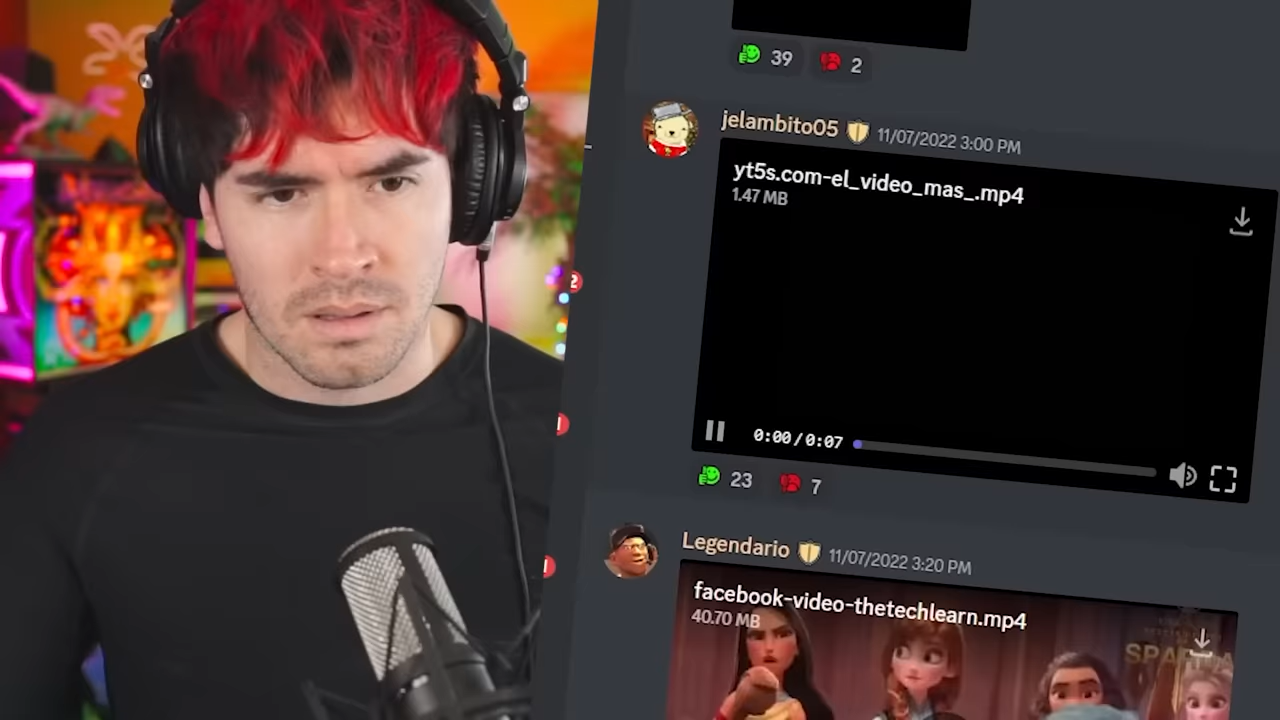 39
2
jelambito05
11/07/2022 3:00 PM
yt5s.com-el_video_mas_.mp4
1.47 MB
2
0:00/0:07
23
7
Legendario
11/07/2022 3:20 PM
facebook-video-thetechlearn.mp4
40.70 MB